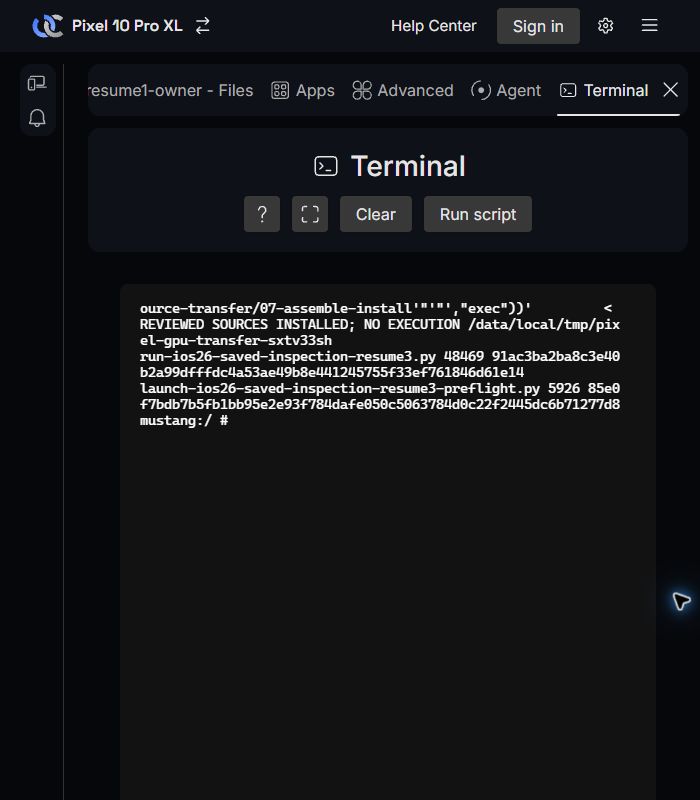 Pixel 10 Pro XL
Help Center
Sign in
resume1-owner - Files
Apps
Advanced
Agent
Terminal
Terminal
?
Clear
Run script
ource-transfer/07-assemble-install'"'"',"exec"))' <
REVIEWED SOURCES INSTALLED; NO EXECUTION /data/local/tmp/pix
el-gpu-transfer-sxtv33sh
run-ios26-saved-inspection-resume3.py 48469 91ac3ba2ba8c3e40
b2a99dfffdc4a53ae49b8e441245755f33ef761846d61e14
launch-ios26-saved-inspection-resume3-preflight.py 5926 85e0
f7bdb7b5fb1bb95e2e93f784dafe050c5063784d0c22f2445dc6b71277d8
mustang:/ #